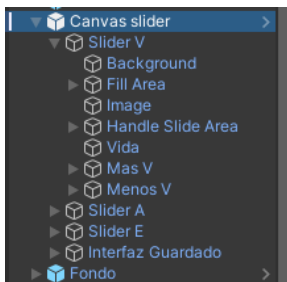 Canvas slider
Slider V
Background
Fill Area
Image
Handle Slide Area
Vida
Mas V
Menos V
Slider A
Slider E
Interfaz Guardado
Fondo